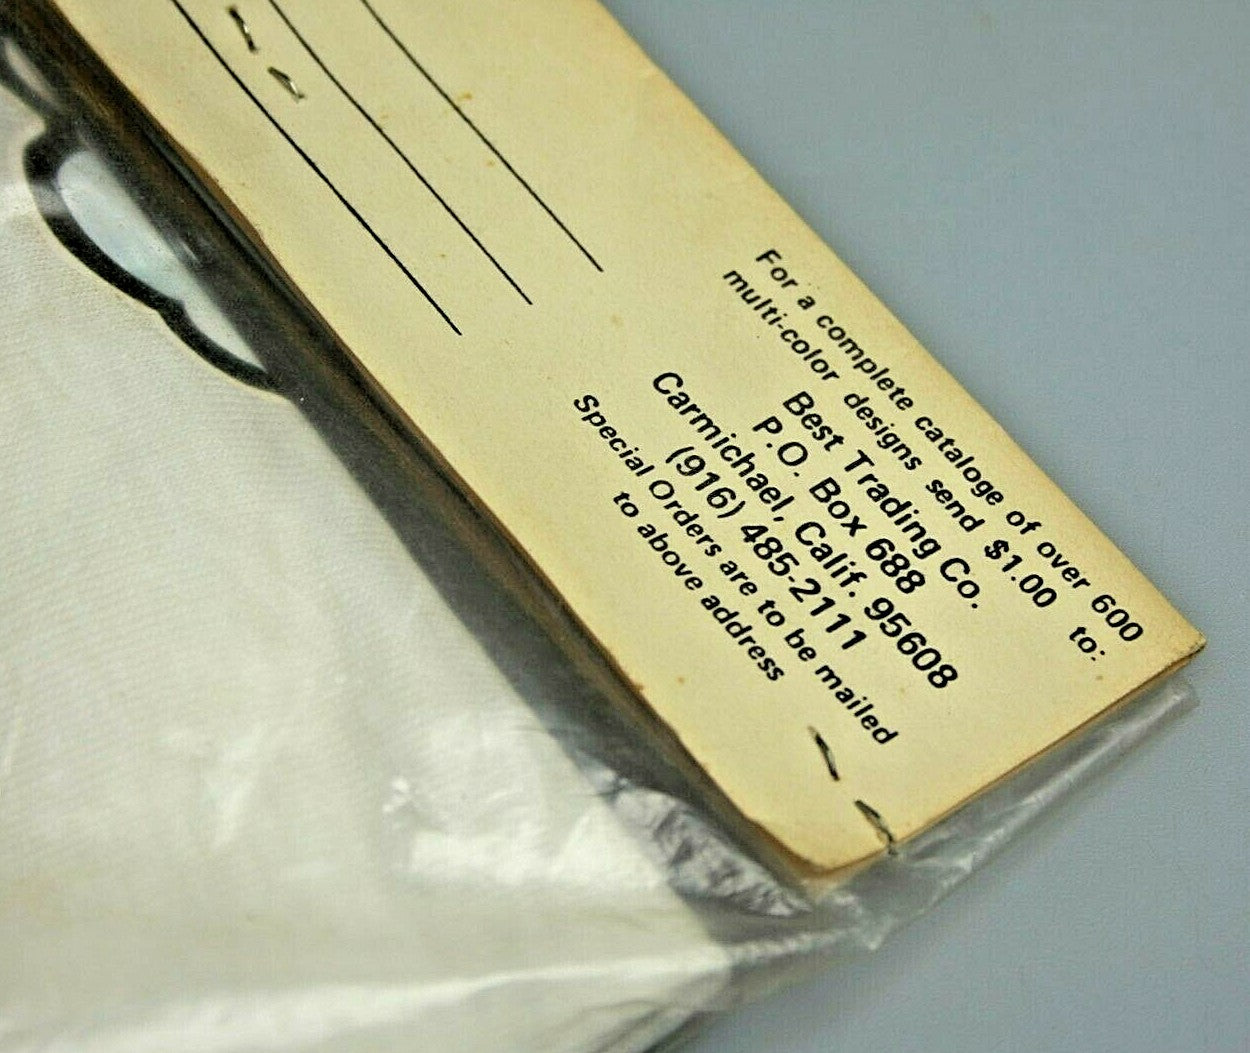 For a complete cataloge of over 600
multi-color designs send $1.00 to:
Best Trading Co.
P.O. Box 688
Carmichael, Calif. 95608
(916) 485-2111
Special Orders are to be mailed
to above address